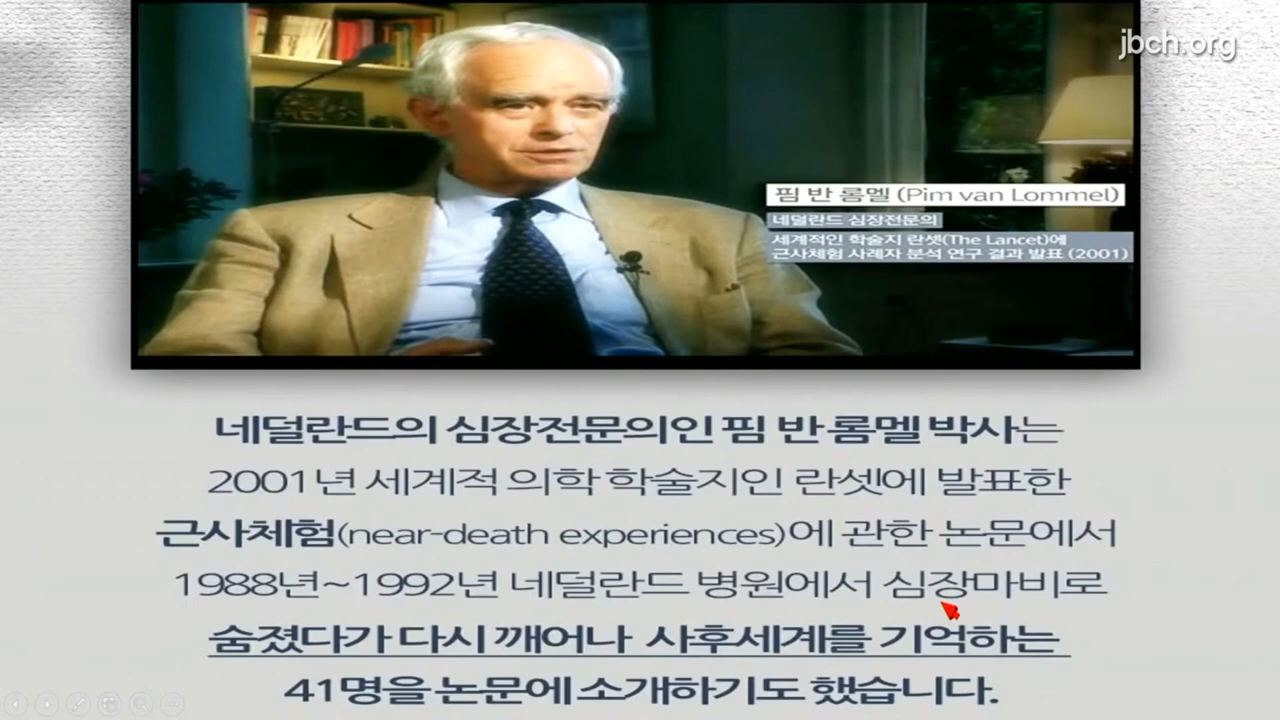 jbch.org
핌 반 롬멜 (Pim van Lommel)
네덜란드 심장전문의
세계적인 학술지 란셋(The Lancet)에
근사체험 사례자 분석 연구 결과 발표 (2001)
네덜란드의 심장전문의인 핌 반 롬멜 박사는
2001년 세계적 의학 학술지인 란셋에 발표한
근사체험(near-death experiences)에 관한 논문에서
1988년~1992년 네덜란드 병원에서 심장마비로
숨졌다가 다시 깨어나 사후세계를 기억하는
41명을 논문에 소개하기도 했습니다.